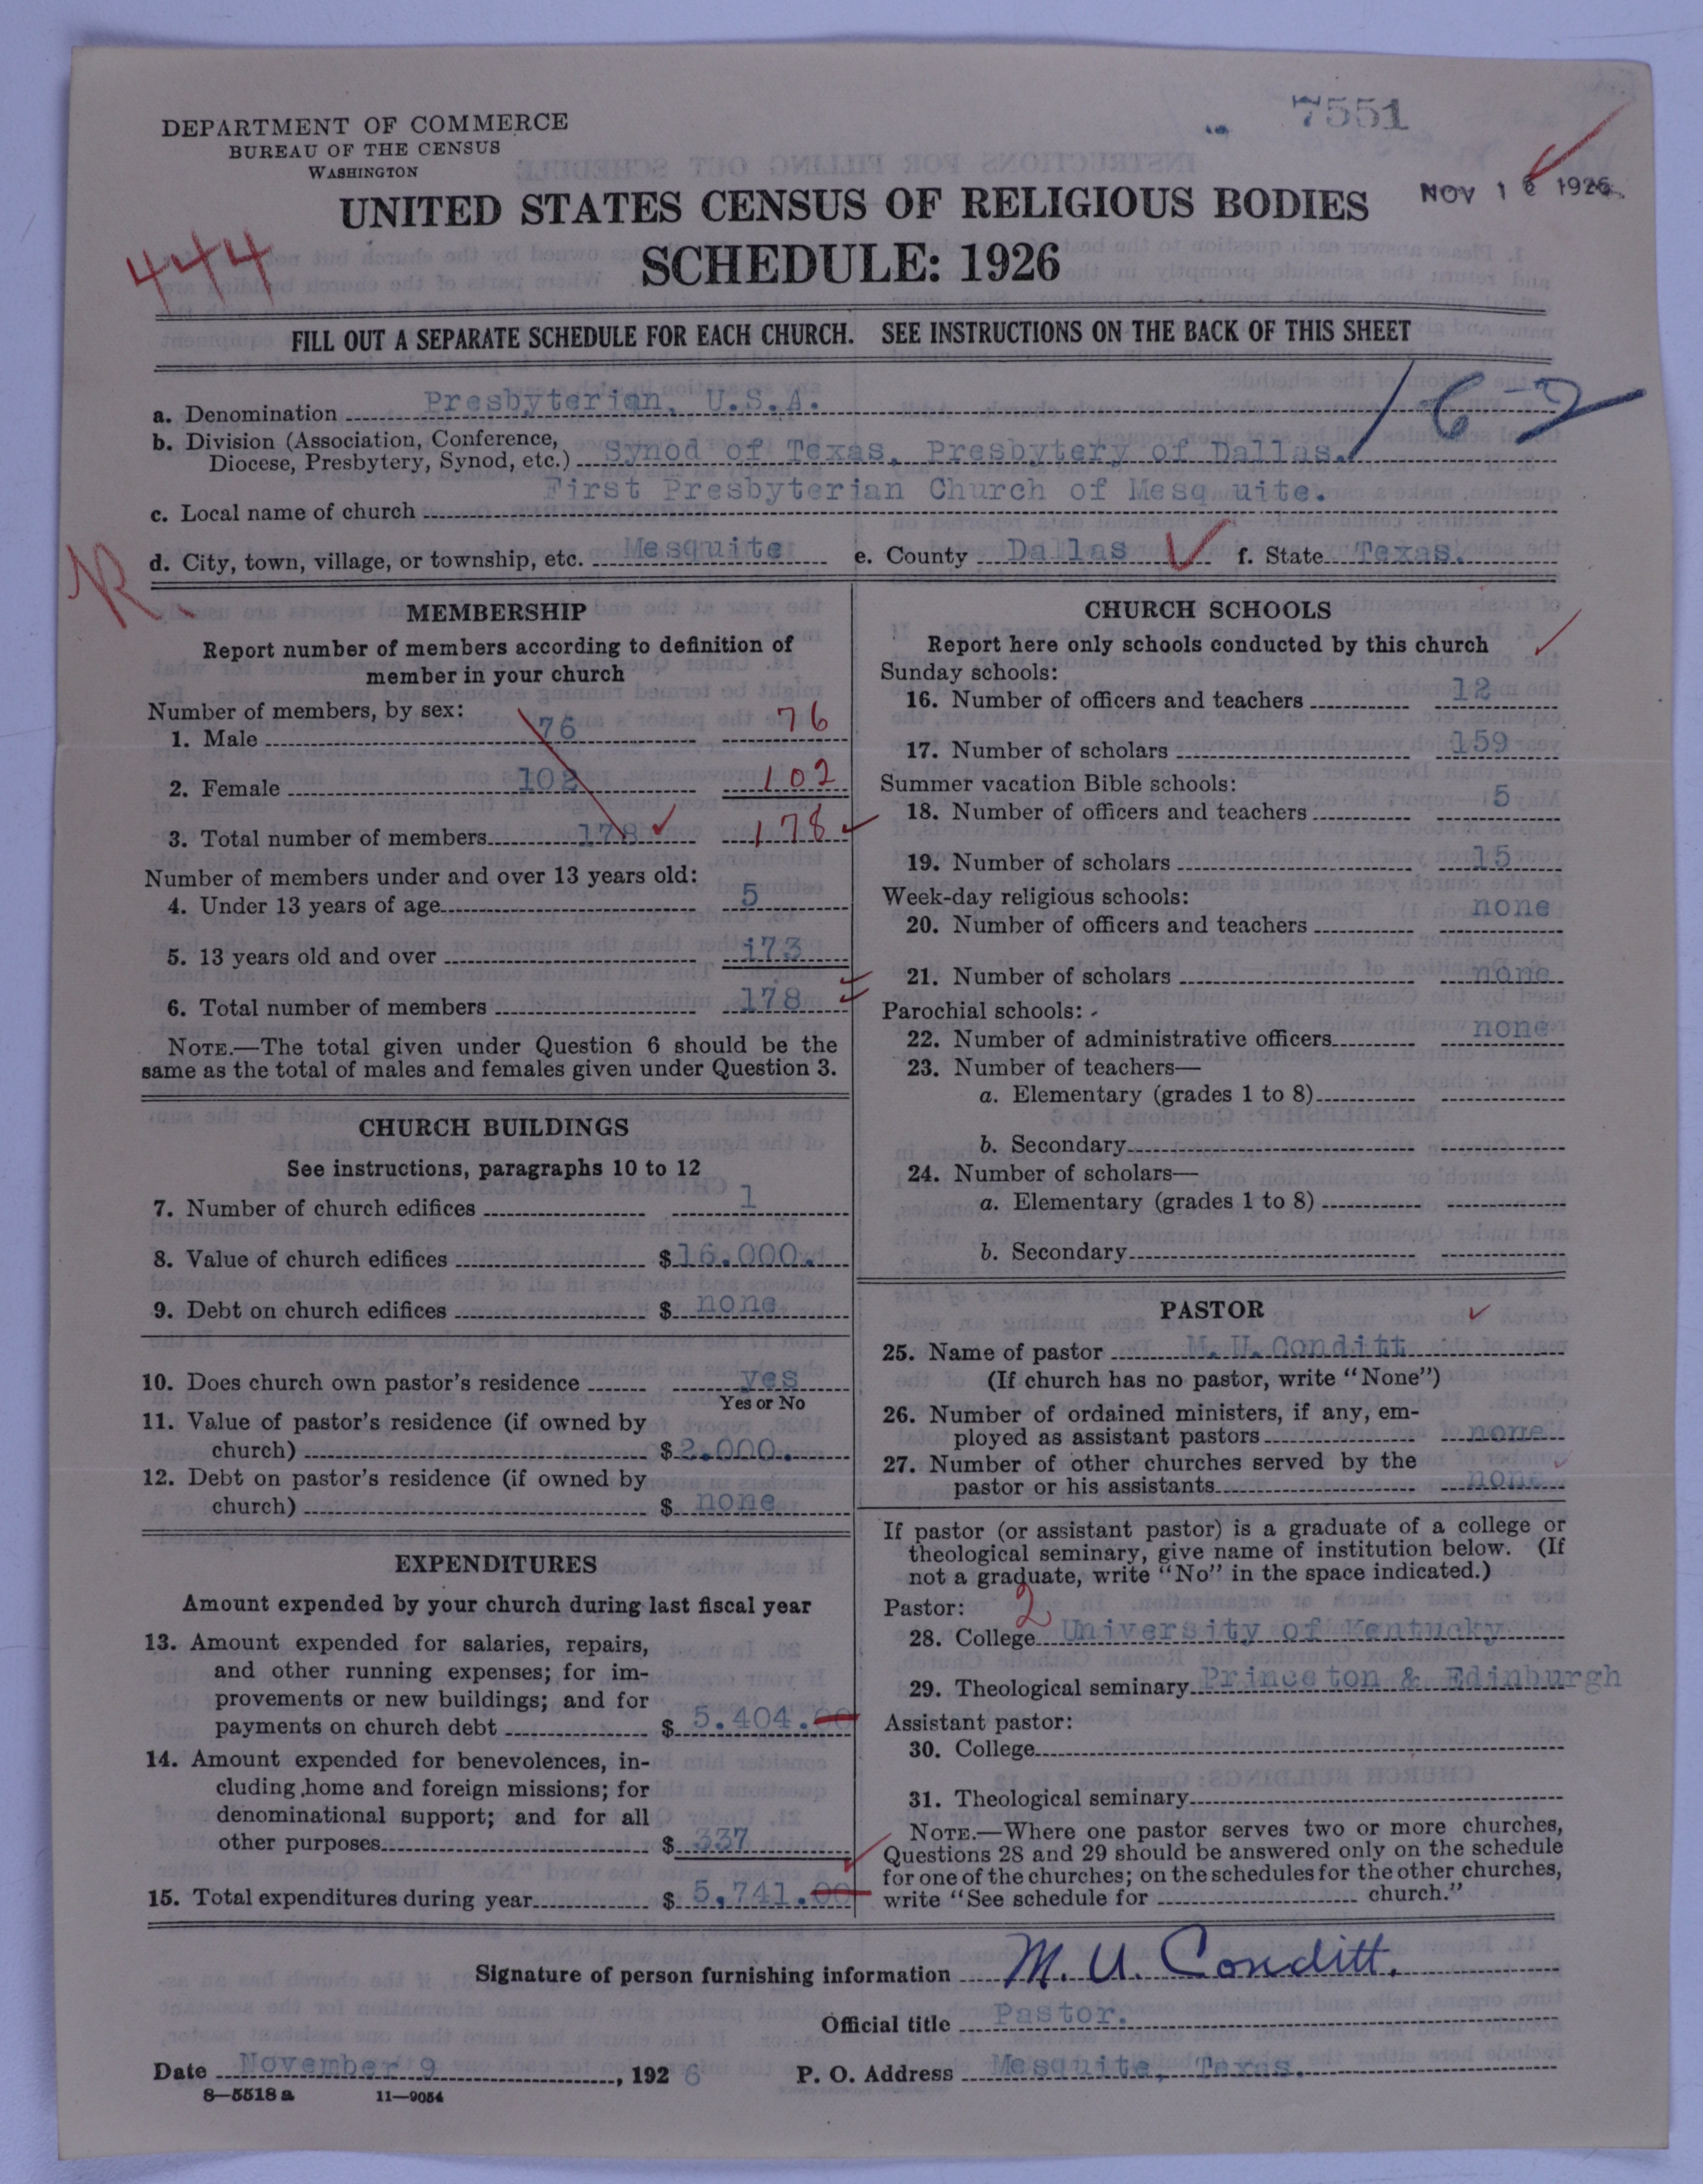 DEPARTMENT OF COMMERCE
BUREAU OF THE CENSUS
WASHINGTON
7551
UNITED STATES CENSUS OF RELIGIOUS BODIES
NOV 1 1926
444
SCHEDULE: 1926
FILL OUT A SEPARATE SCHEDULE FOR EACH CHURCH. SEE INSTRUCTIONS ON THE BACK OF THIS SHEET
a. Denomination Presbyterian, U.S.A.
16-2
b. Division (Association, Conference,
Diocese, Presbytery, Synod, etc.) Synod of Texas, Presbytery of Dallas.
c. Local name of church First Presbyterian Church of Mesquite.
d. City, town, village, or township, etc. Mesquite e. County Dallas f. State Texas.
MEMBERSHIP
Report number of members according to definition of
member in your church
Number of members, by sex:
1. Male 76 76
2. Female 102 102
3. Total number of members 178 178
Number of members under and over 13 years old:
4. Under 13 years of age 5
5. 13 years old and over 173
6. Total number of members 178
NOTE.—The total given under Question 6 should be the
same as the total of males and females given under Question 3.
CHURCH BUILDINGS
See instructions, paragraphs 10 to 12
7. Number of church edifices 1
8. Value of church edifices $16.000.
9. Debt on church edifices $ none
10. Does church own pastor's residence yes
Yes or No
11. Value of pastor's residence (if owned by
church) $2.000.
12. Debt on pastor's residence (if owned by
church) $ none
EXPENDITURES
Amount expended by your church during last fiscal year
13. Amount expended for salaries, repairs,
and other running expenses; for im-
provements or new buildings; and for
payments on church debt $ 5.404.00
14. Amount expended for benevolences, in-
cluding home and foreign missions; for
denominational support; and for all
other purposes $ 337
15. Total expenditures during year $ 5,741.00
CHURCH SCHOOLS
Report here only schools conducted by this church
Sunday schools:
16. Number of officers and teachers 12
17. Number of scholars 159
Summer vacation Bible schools:
18. Number of officers and teachers 5
19. Number of scholars 15
Week-day religious schools:
20. Number of officers and teachers none
21. Number of scholars none
Parochial schools:
22. Number of administrative officers none
23. Number of teachers—
a. Elementary (grades 1 to 8)
b. Secondary
24. Number of scholars—
a. Elementary (grades 1 to 8)
b. Secondary
PASTOR
25. Name of pastor M. U. Conditt
(If church has no pastor, write "None")
26. Number of ordained ministers, if any, em-
ployed as assistant pastors none
27. Number of other churches served by the
pastor or his assistants none
If pastor (or assistant pastor) is a graduate of a college or
theological seminary, give name of institution below. (If
not a graduate, write "No" in the space indicated.)
Pastor: 2
28. College University of Kentucky
29. Theological seminary Princeton & Edinburgh
Assistant pastor:
30. College
31. Theological seminary
NOTE.—Where one pastor serves two or more churches,
Questions 28 and 29 should be answered only on the schedule
for one of the churches; on the schedules for the other churches,
write "See schedule for church."
Signature of person furnishing information M. U. Conditt.
Official title Pastor.
Date November 9, 1926 P. O. Address Mesquite, Texas.
8—5518 a 11—9054